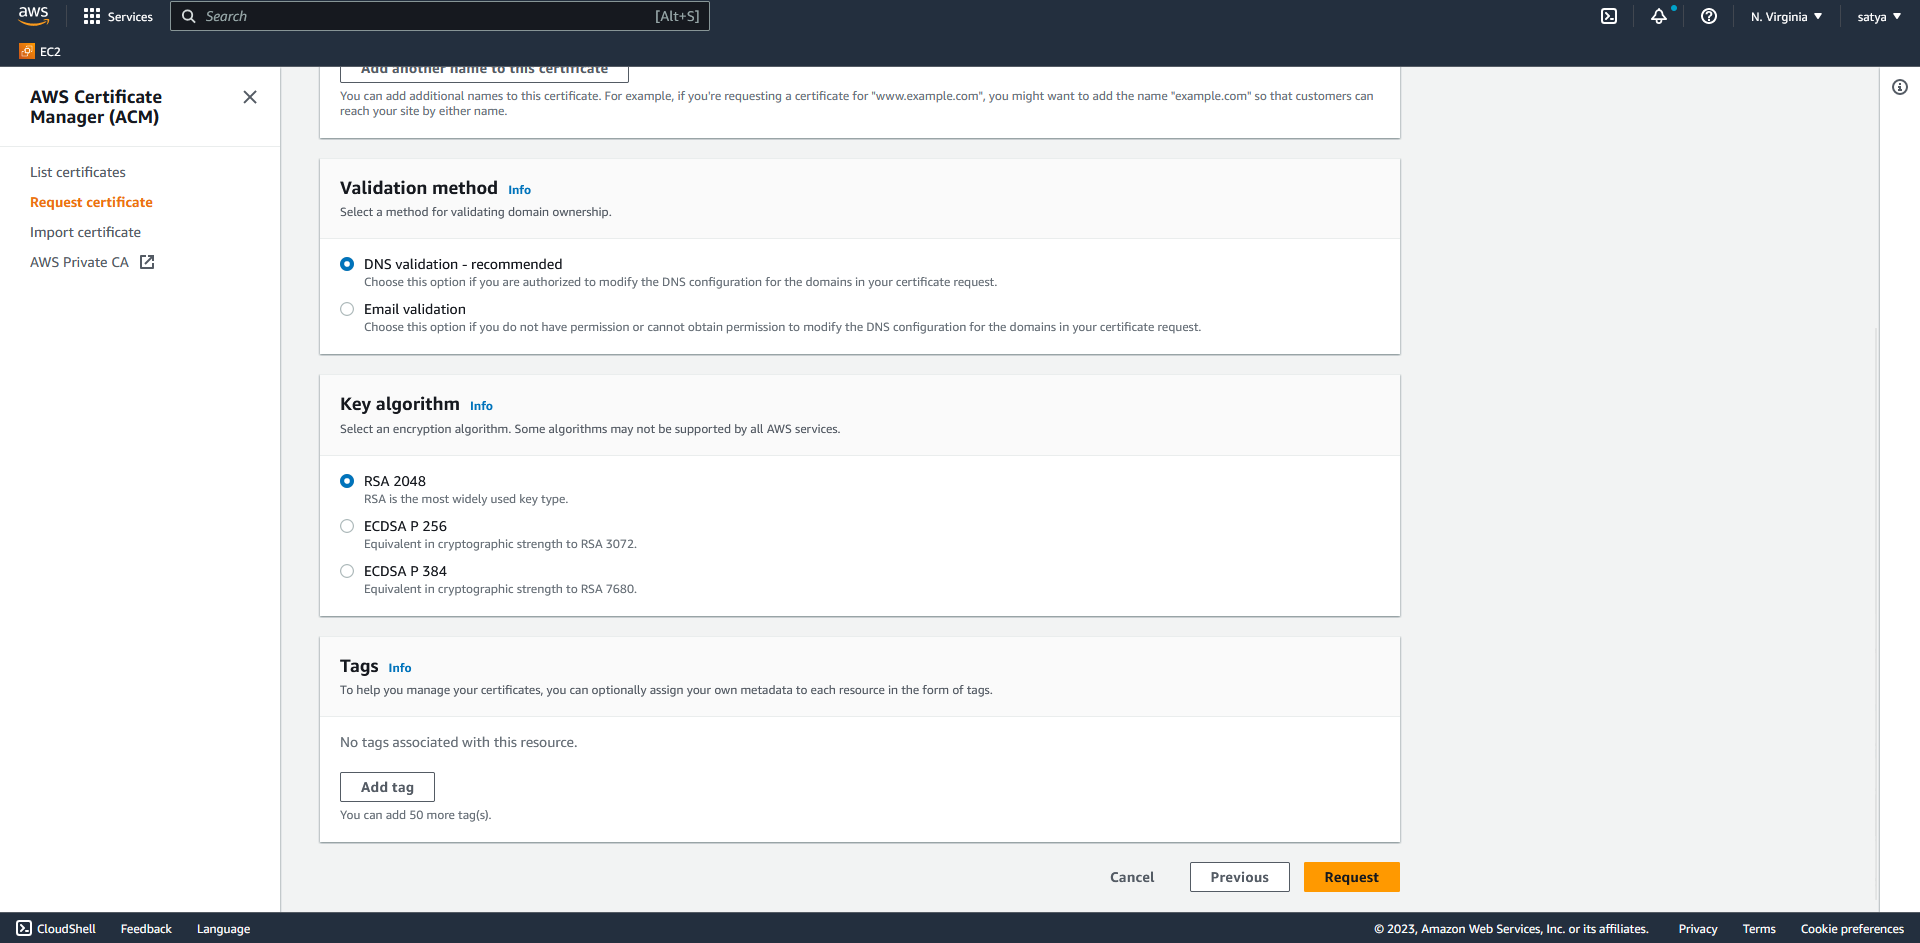 aws
Services
Search
[Alt+S]
N. Virginia
satya
EC2
AWS Certificate
Manager (ACM)
List certificates
Request certificate
Import certificate
AWS Private CA
Add another name to this certificate
You can add additional names to this certificate. For example, if you're requesting a certificate for "www.example.com", you might want to add the name "example.com" so that customers can
reach your site by either name.
Validation method Info
Select a method for validating domain ownership.
DNS validation - recommended
Choose this option if you are authorized to modify the DNS configuration for the domains in your certificate request.
Email validation
Choose this option if you do not have permission or cannot obtain permission to modify the DNS configuration for the domains in your certificate request.
Key algorithm Info
Select an encryption algorithm. Some algorithms may not be supported by all AWS services.
RSA 2048
RSA is the most widely used key type.
ECDSA P 256
Equivalent in cryptographic strength to RSA 3072.
ECDSA P 384
Equivalent in cryptographic strength to RSA 7680.
Tags Info
To help you manage your certificates, you can optionally assign your own metadata to each resource in the form of tags.
No tags associated with this resource.
Add tag
You can add 50 more tag(s).
Cancel
Previous
Request
CloudShell
Feedback
Language
© 2023, Amazon Web Services, Inc. or its affiliates.
Privacy
Terms
Cookie preferences